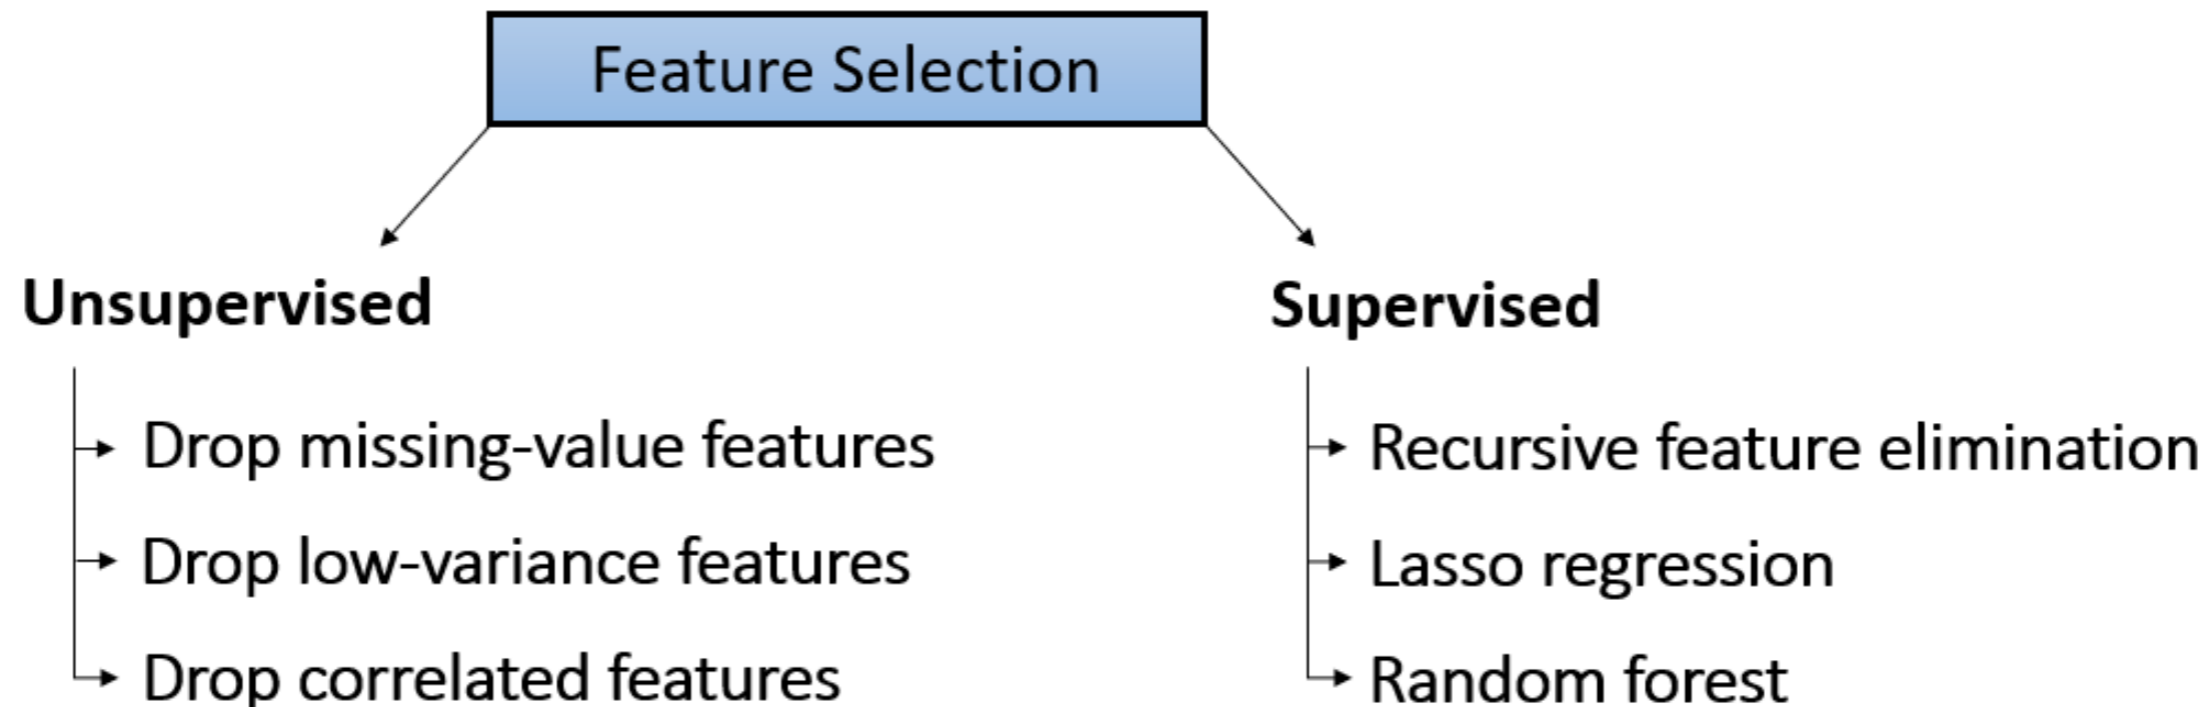 Feature Selection
Unsupervised
Drop missing-value features
Drop low-variance features
Drop correlated features
Supervised
Recursive feature elimination
Lasso regression
Random forest